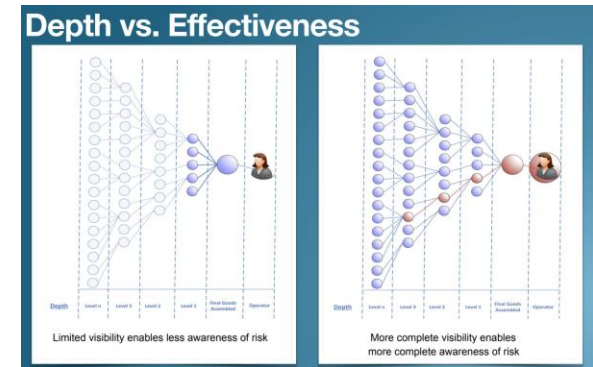 Depth vs. Effectiveness
Depth Level n Level 3 Level 2 Level 1 Final Goods Assembled Operator
Limited visibility enables less awareness of risk
Depth Level n Level 3 Level 2 Level 1 Final Goods Assembled Operator
More complete visibility enables
more complete awareness of risk